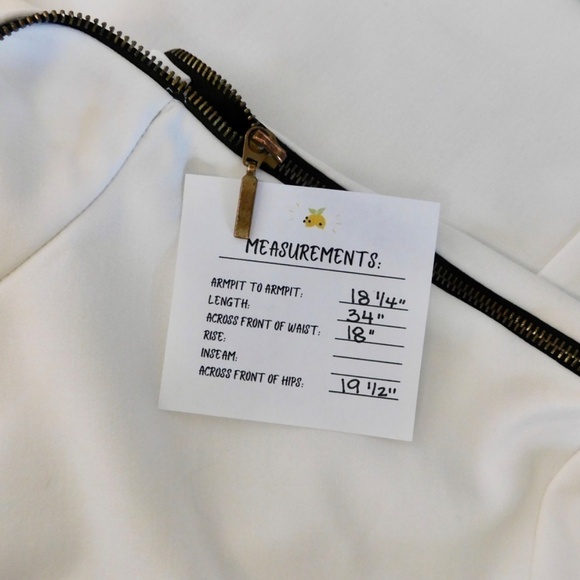 MEASUREMENTS:
ARMPIT TO ARMPIT: 18 1/4"
LENGTH: 34"
ACROSS FRONT OF WAIST: 18"
RISE:
INSEAM:
ACROSS FRONT OF HIPS: 19 1/2"